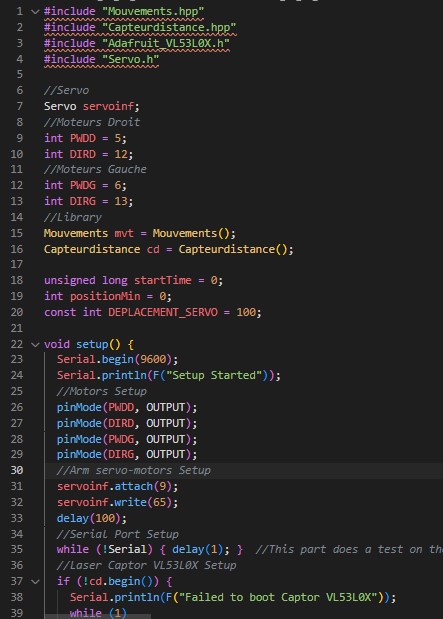 1 #include "Mouvements.hpp"
2 #include "Capteurdistance.hpp"
3 #include "Adafruit_VL53L0X.h"
4 #include "Servo.h"
5
6 //Servo
7 Servo servoinf;
8 //Moteurs Droit
9 int PWDD = 5;
10 int DIRD = 12;
11 //Moteurs Gauche
12 int PWDG = 6;
13 int DIRG = 13;
14 //Library
15 Mouvements mvt = Mouvements();
16 Capteurdistance cd = Capteurdistance();
17
18 unsigned long startTime = 0;
19 int positionMin = 0;
20 const int DEPLACEMENT_SERVO = 100;
21
22 void setup() {
23 Serial.begin(9600);
24 Serial.println(F("Setup Started"));
25 //Motors Setup
26 pinMode(PWDD, OUTPUT);
27 pinMode(DIRD, OUTPUT);
28 pinMode(PWDG, OUTPUT);
29 pinMode(DIRG, OUTPUT);
30 //Arm servo-motors Setup
31 servoinf.attach(9);
32 servoinf.write(65);
33 delay(100);
34 //Serial Port Setup
35 while (!Serial) { delay(1); } //This part does a test on th
36 //Laser Captor VL53L0X Setup
37 if (!cd.begin()) {
38 Serial.println(F("Failed to boot Captor VL53L0X"));
39 while (1)